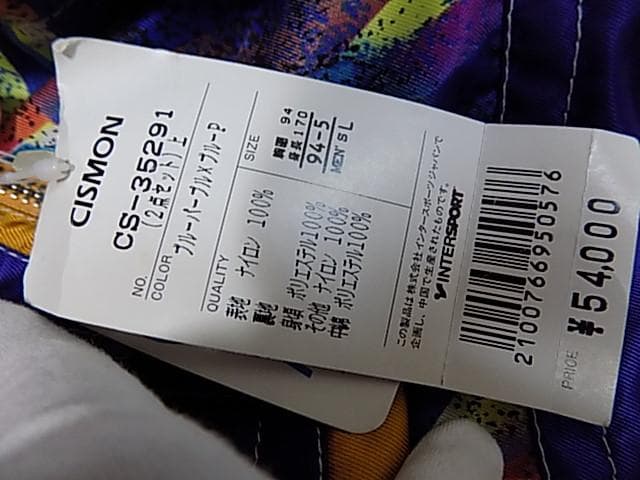 CISMON
NO. CS-35291
(2点セット)上
COLOR ブルーパープル×ブルーP
SIZE
胸囲 94
身長 170
94-5
MEN'S L
QUALITY
表地 ナイロン 100%
裏地
身頃 ポリエステル100%
その他 ナイロン 100%
中綿 ポリエステル100%
この製品は株式会社インタースポーツジャパンで
企画し、中国で生産されたものです。
INTERSPORT
2100766950576
PRICE ¥54,000